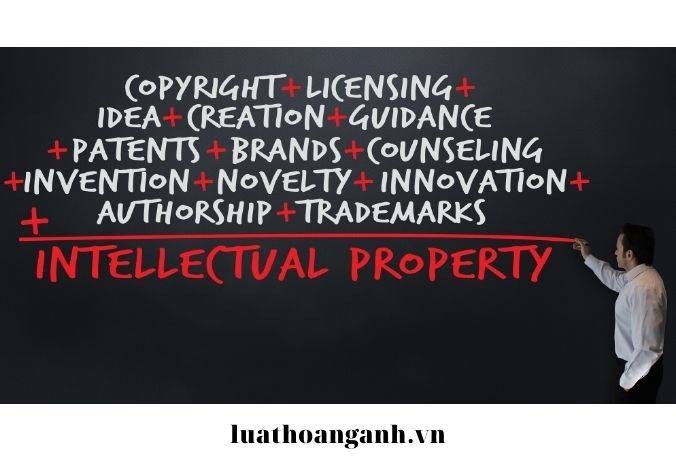 COPYRIGHT+LICENSING+
IDEA+CREATION+GUIDANCE
+PATENTS+BRANDS+COUNSELING
+INVENTION+NOVELTY+INNOVATION+
+ AUTHORSHIP+TRADEMARKS
INTELLECTUAL PROPERTY
luathoanganh.vn